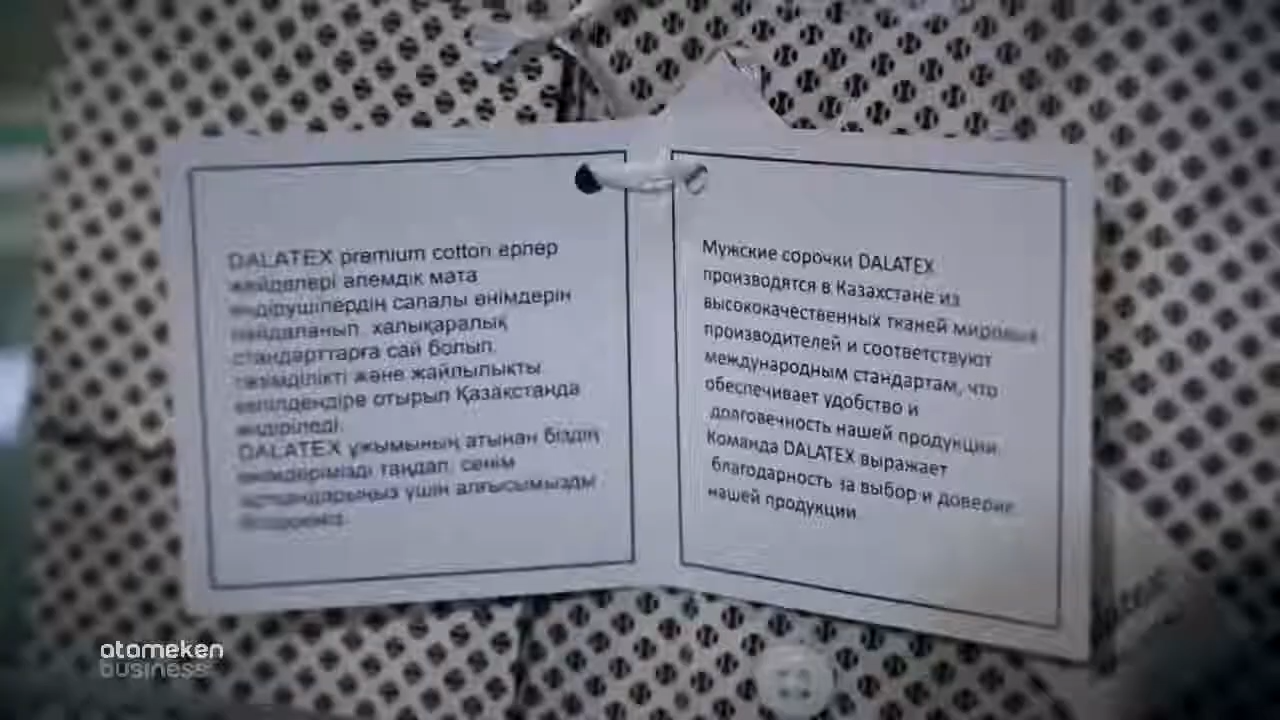 DALATEX premium cotton ерлер
жейделері әлемдік мата
өндірушілердің сапалы өнімдерін
пайдаланып, халықаралық
стандарттарға сай болып,
төзімділікті және жайлылықты
кепілдендіре отырып Қазақстанда
өндіріледі.
DALATEX ұжымының атынан біздің
өнімдерімізді таңдап, сенім
артқандарыңыз үшін алғысымызды
білдіреміз.
Мужские сорочки DALATEX
производятся в Казахстане из
высококачественных тканей мировых
производителей и соответствуют
международным стандартам, что
обеспечивает удобство и
долговечность нашей продукции.
Команда DALATEX выражает
благодарность за выбор и доверие
нашей продукции.
atameken
business